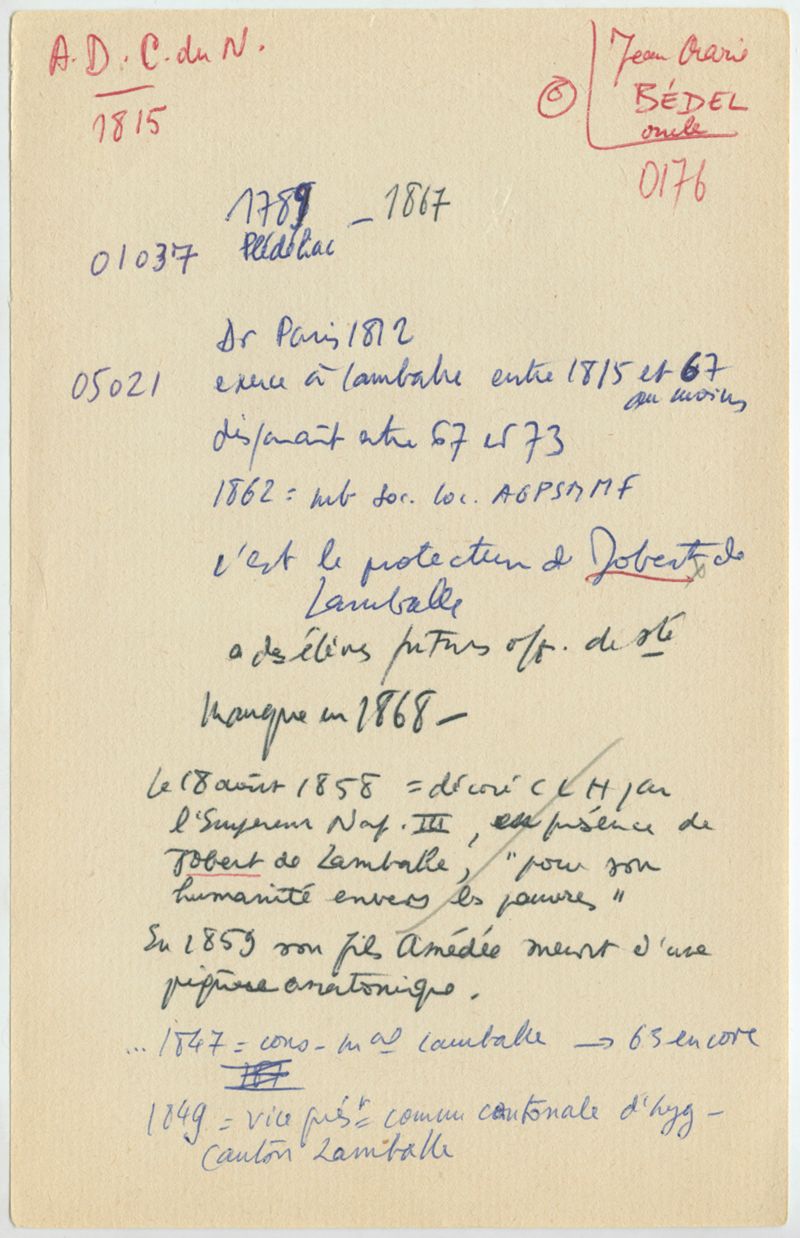 A.D.C. du N.
1815
6
Jean Marie
BÉDEL
oncle
0176
1789 – 1867
01037 Plédéliac
Dr Paris 1812
05021 exerce à Lamballe entre 1815 et 67
au moins
disparaît entre 67 et 73
1862 = mb soc. loc. AGPSMMF
c'est le protecteur de Jobert de
Lamballe
a des élèves futurs off. de sté
Manque en 1868 –
Le 18 août 1858 = décoré C L H par
l'Empereur Nap. III, en présence de
Jobert de Lamballe, "pour son
humanité envers les pauvres"
En 1859 son fils Amédée meurt d'une
piqûre anatomique.
... 1847 = cons - mal Lamballe → 63 encore
1849 = vice prést = comm cantonale d'hyg –
Canton Lamballe